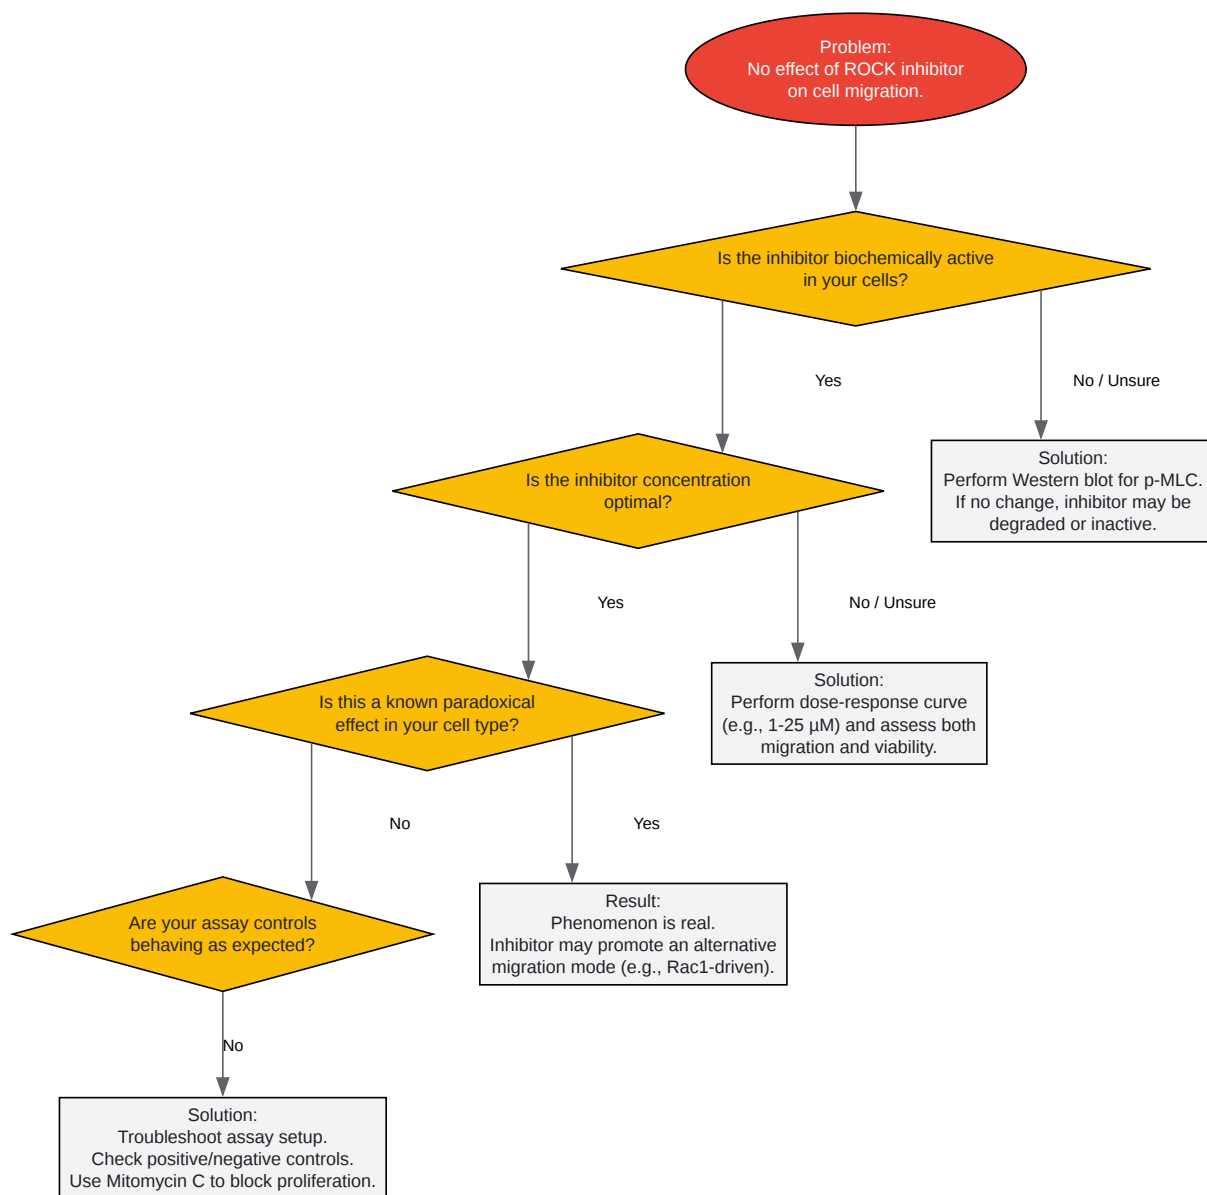 Problem:
No effect of ROCK inhibitor
on cell migration.
Is the inhibitor biochemically active
in your cells?
Yes
No / Unsure
Is the inhibitor concentration
optimal?
Solution:
Perform Western blot for p-MLC.
If no change, inhibitor may be
degraded or inactive.
Yes
No / Unsure
Is this a known paradoxical
effect in your cell type?
Solution:
Perform dose-response curve
(e.g., 1-25 µM) and assess both
migration and viability.
No
Yes
Are your assay controls
behaving as expected?
Result:
Phenomenon is real.
Inhibitor may promote an alternative
migration mode (e.g., Rac1-driven).
No
Solution:
Troubleshoot assay setup.
Check positive/negative controls.
Use Mitomycin C to block proliferation.